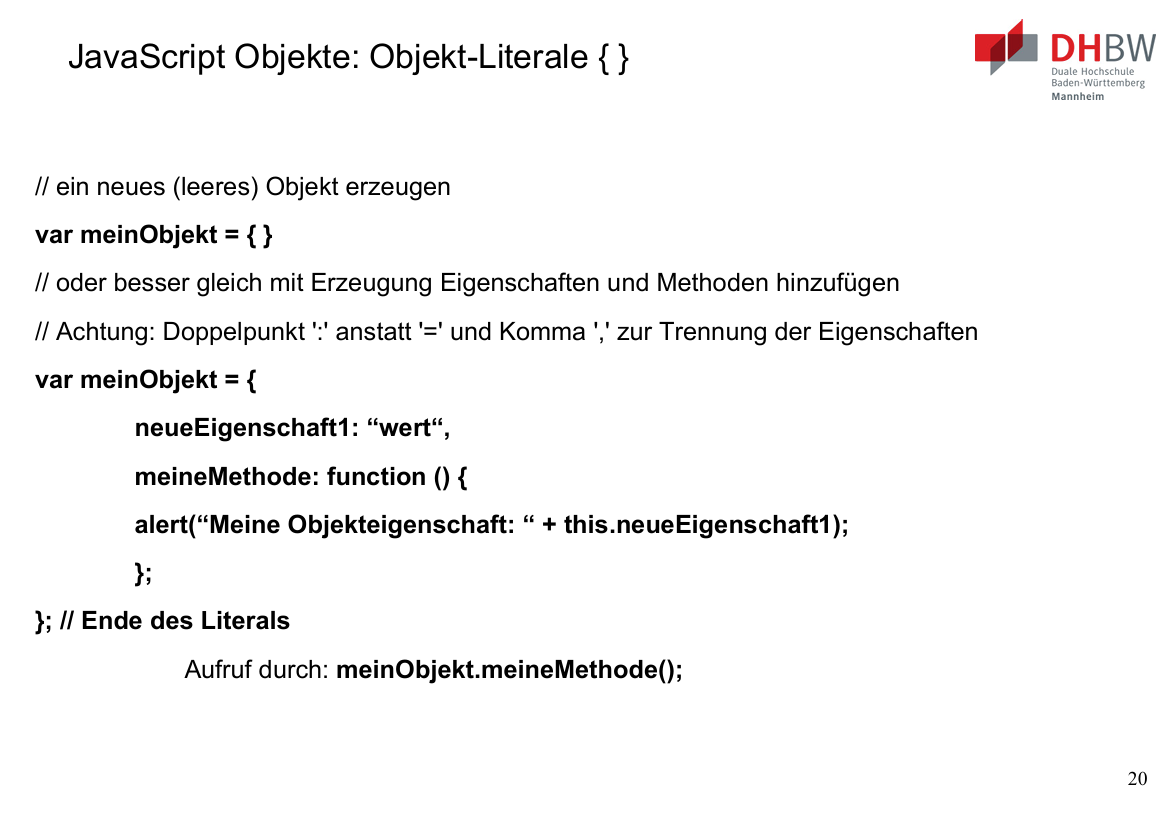 JavaScript Objekte: Objekt-Literale { }
DHBW
Duale Hochschule
Baden-Württemberg
Mannheim
// ein neues (leeres) Objekt erzeugen
var meinObjekt = { }
// oder besser gleich mit Erzeugung Eigenschaften und Methoden hinzufügen
// Achtung: Doppelpunkt ':' anstatt '=' und Komma ',' zur Trennung der Eigenschaften
var meinObjekt = {
neueEigenschaft1: “wert“,
meineMethode: function () {
alert(“Meine Objekteigenschaft: “ + this.neueEigenschaft1);
};
}; // Ende des Literals
Aufruf durch: meinObjekt.meineMethode();
20